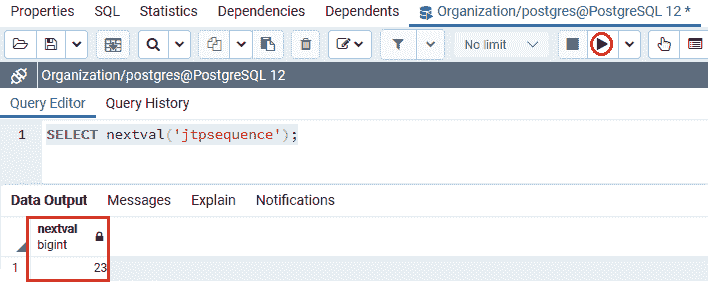 Properties SQL Statistics Dependencies Dependents Organization/postgres@PostgreSQL 12 *
No limit
Organization/postgres@PostgreSQL 12
Query Editor Query History
1 SELECT nextval('jtpsequence');
Data Output Messages Explain Notifications
nextval
bigint
1 23